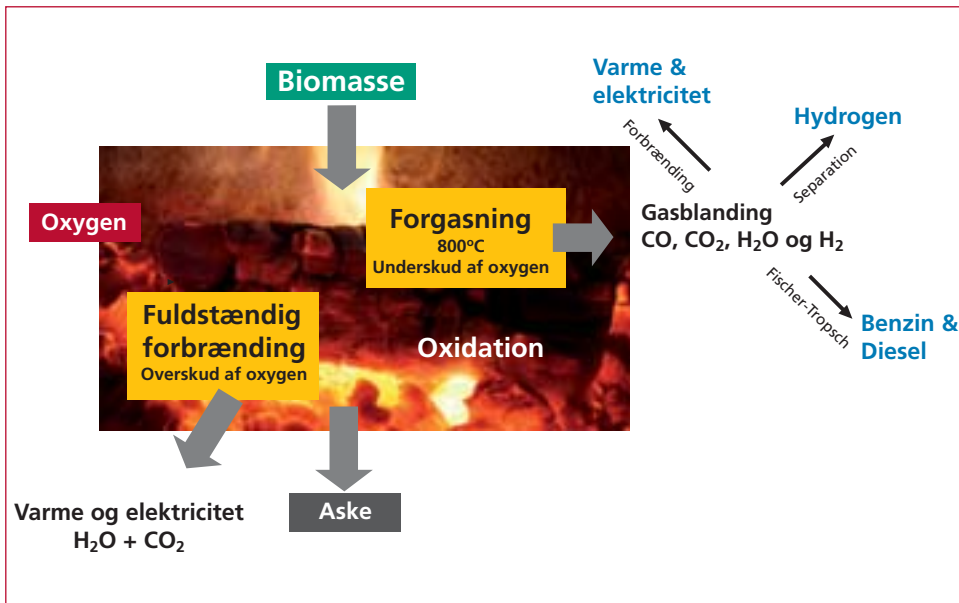 Biomasse
Varme &
elektricitet
Hydrogen
Forbrænding
Separation
Oxygen
Forgasning
800ºC
Underskud af oxygen
Gasblanding
CO, CO₂, H₂O og H₂
Fischer-Tropsch
Benzin &
Diesel
Fuldstændig
forbrænding
Overskud af oxygen
Oxidation
Varme og elektricitet
H₂O + CO₂
Aske